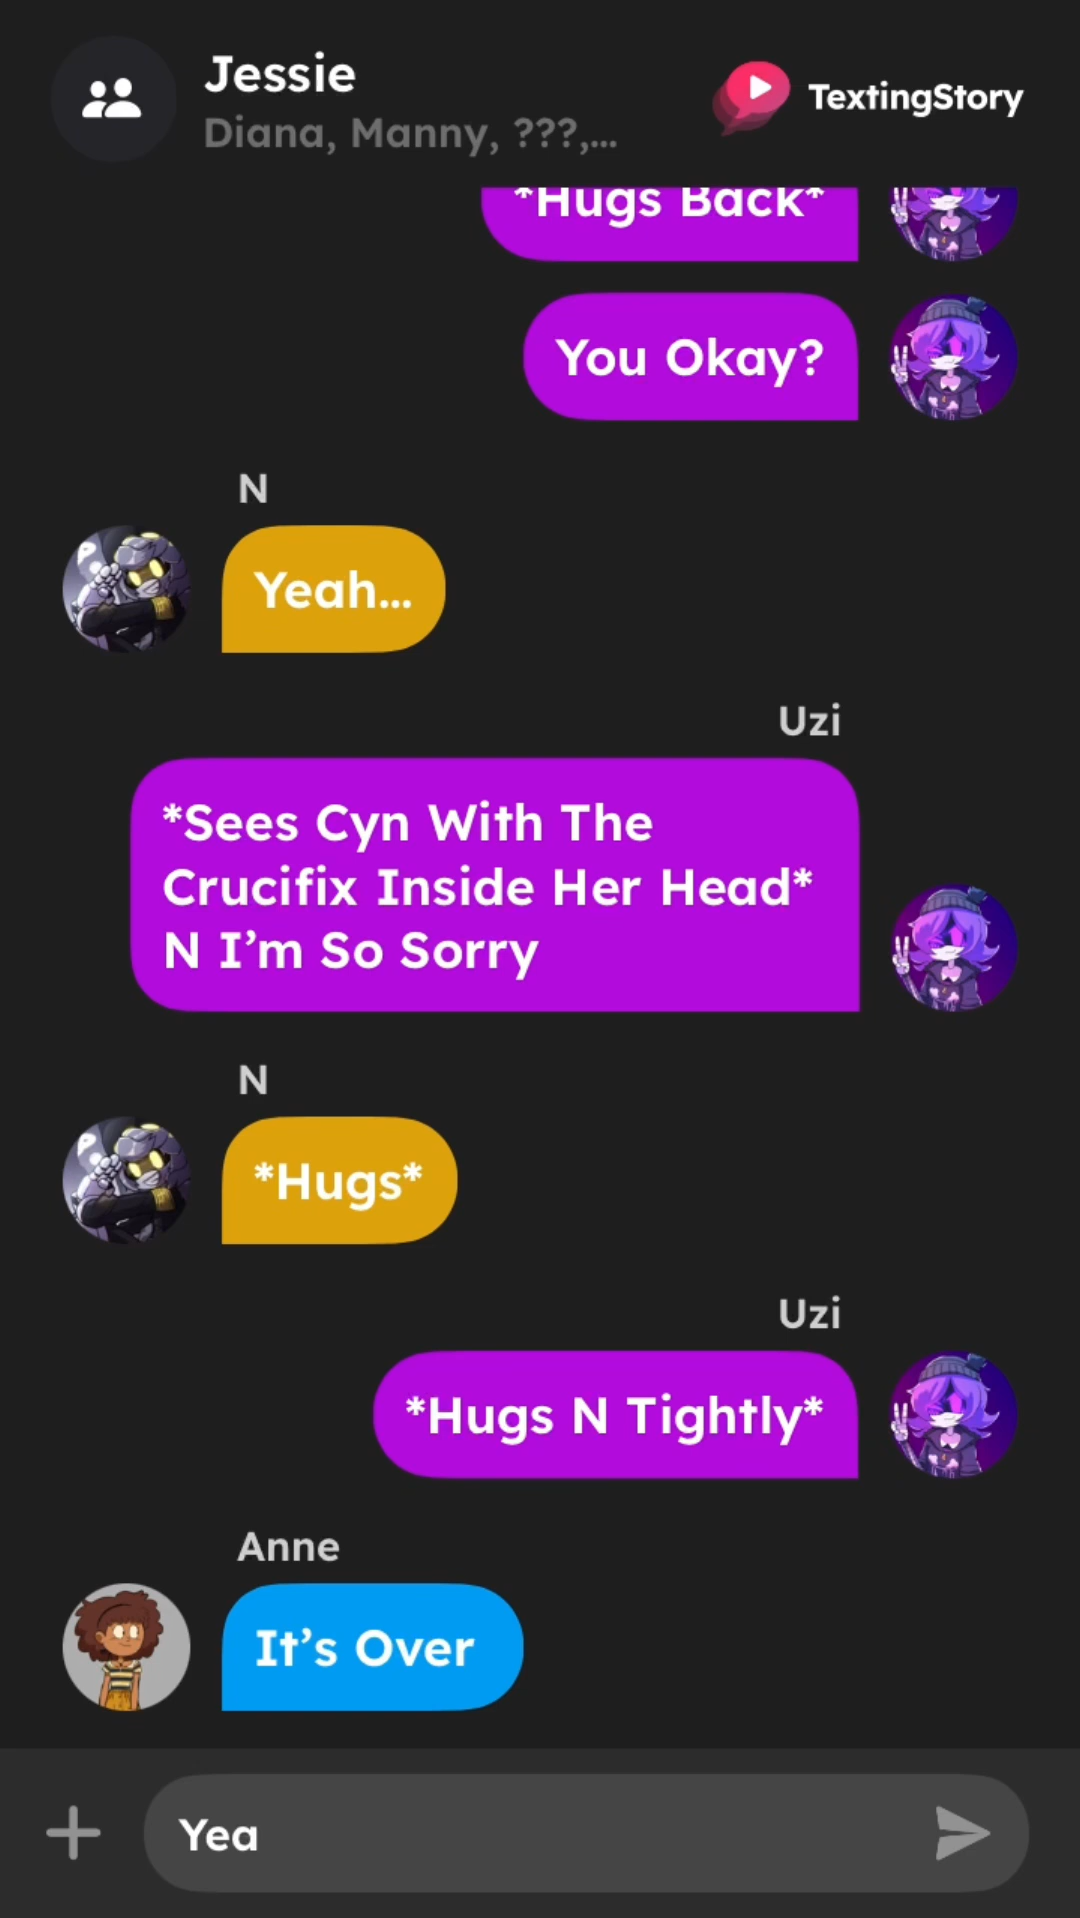 Jessie
Diana, Manny, ???,...
TextingStory
*Hugs Back*
You Okay?
N
Yeah...
Uzi
*Sees Cyn With The
Crucifix Inside Her Head*
N I’m So Sorry
N
*Hugs*
Uzi
*Hugs N Tightly*
Anne
It’s Over
Yea